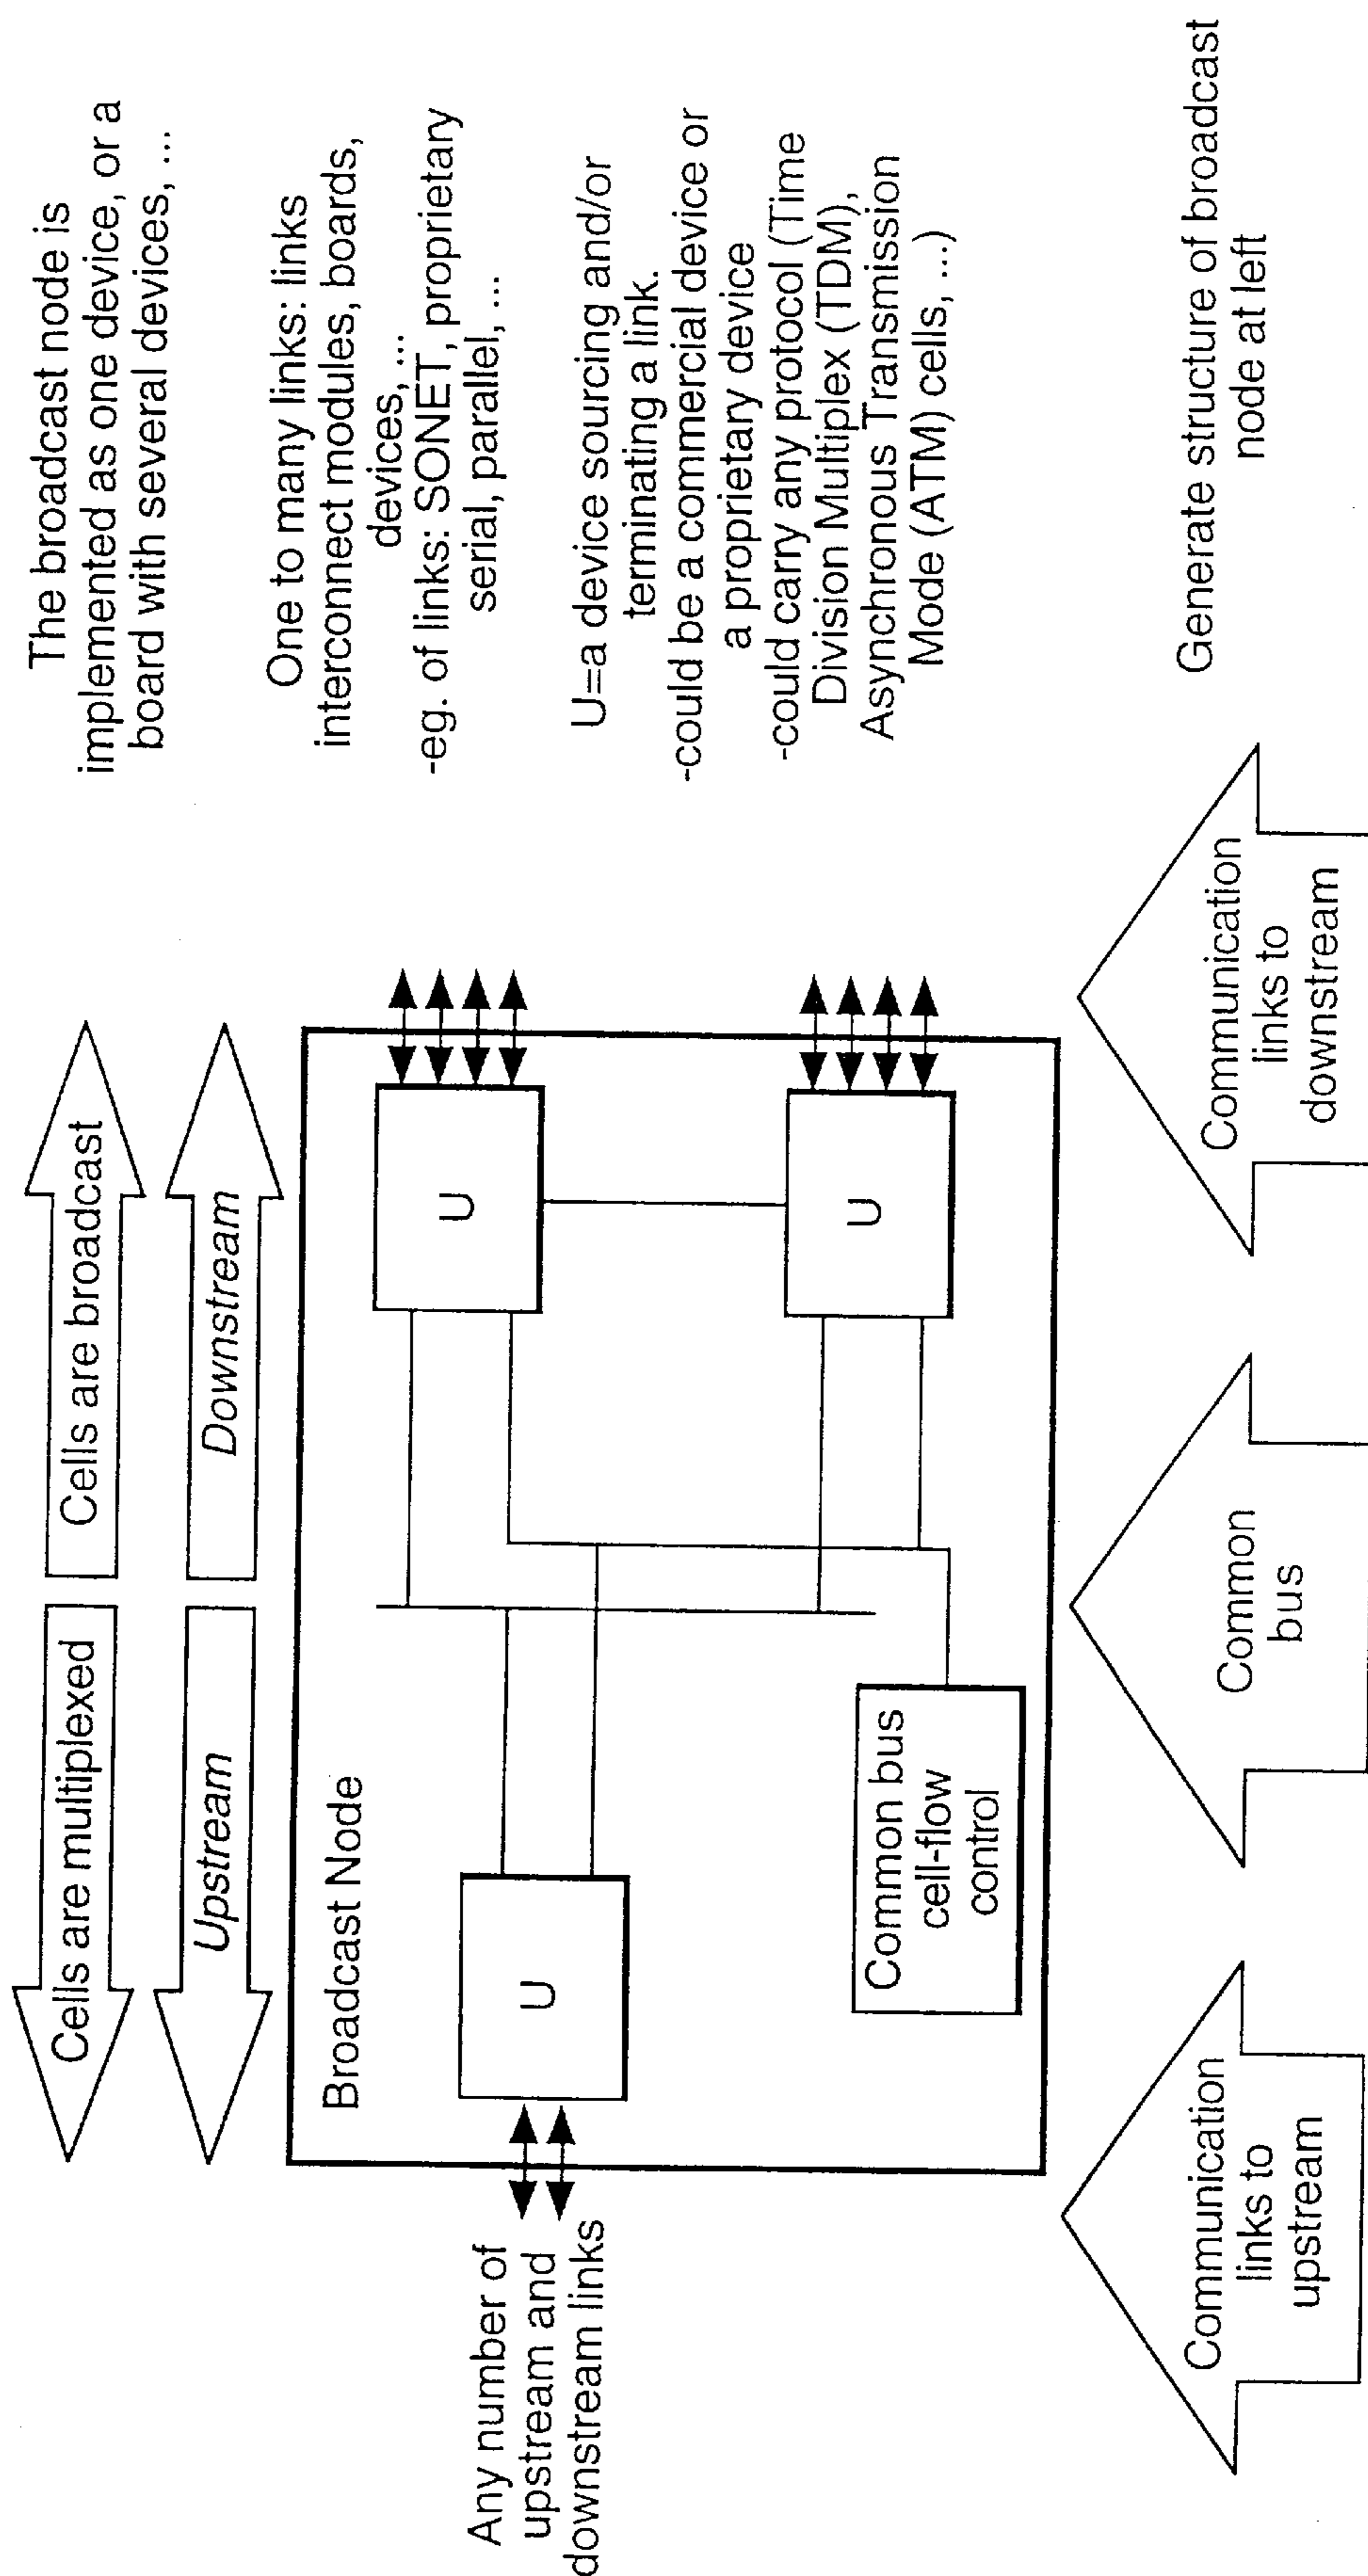 Cells are multiplexed
Cells are broadcast
Upstream
Downstream
Broadcast Node
U
U
U
Common bus
cell-flow
control
Any number of
upstream and
downstream links
Communication
links to
upstream
Common
bus
Communication
links to
downstream
The broadcast node is
implemented as one device, or a
board with several devices, ...
One to many links: links
interconnect modules, boards,
devices, ...
-eg. of links: SONET, proprietary
serial, parallel, ...
U=a device sourcing and/or
terminating a link.
-could be a commercial device or
a proprietary device
-could carry any protocol (Time
Division Multiplex (TDM),
Asynchronous Transmission
Mode (ATM) cells, ...)
Generate structure of broadcast
node at left